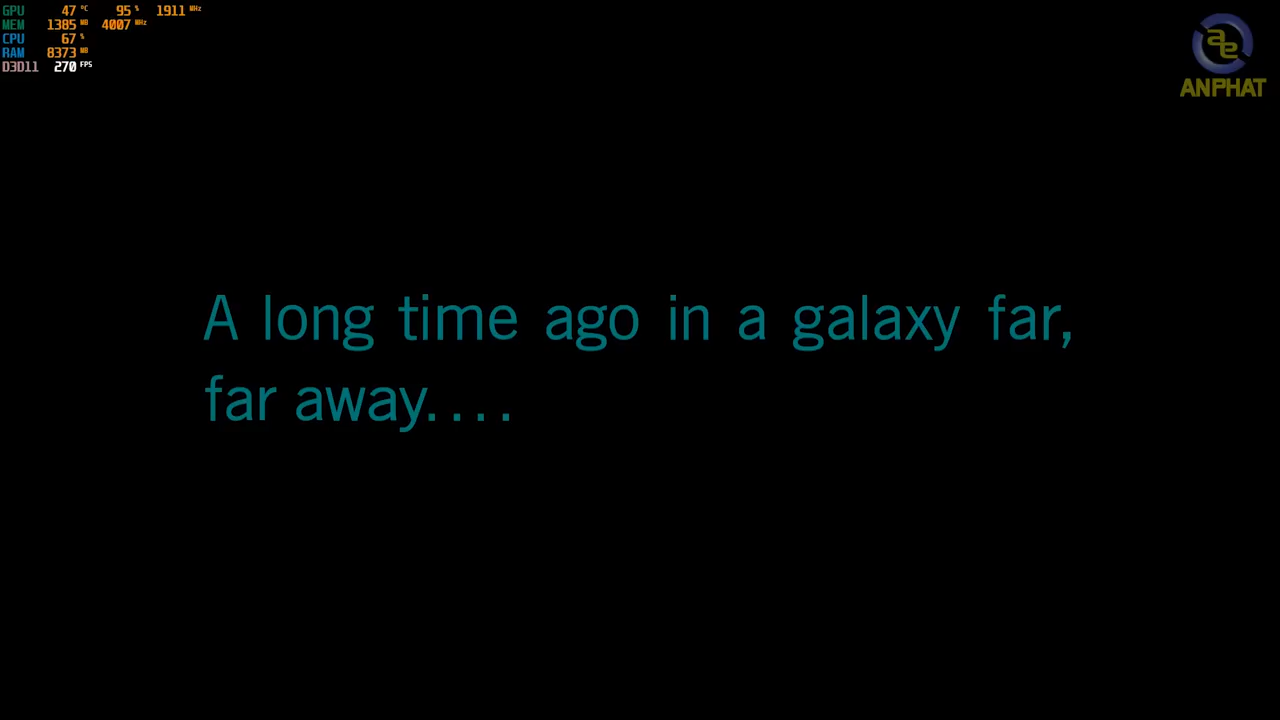 GPU 47 °C 95 % 1911 MHz
MEM 1385 MB 4007 MHz
CPU 67 %
RAM 8373 MB
D3D11 270 FPS
ae
ANPHAT
A long time ago in a galaxy far,
far away....